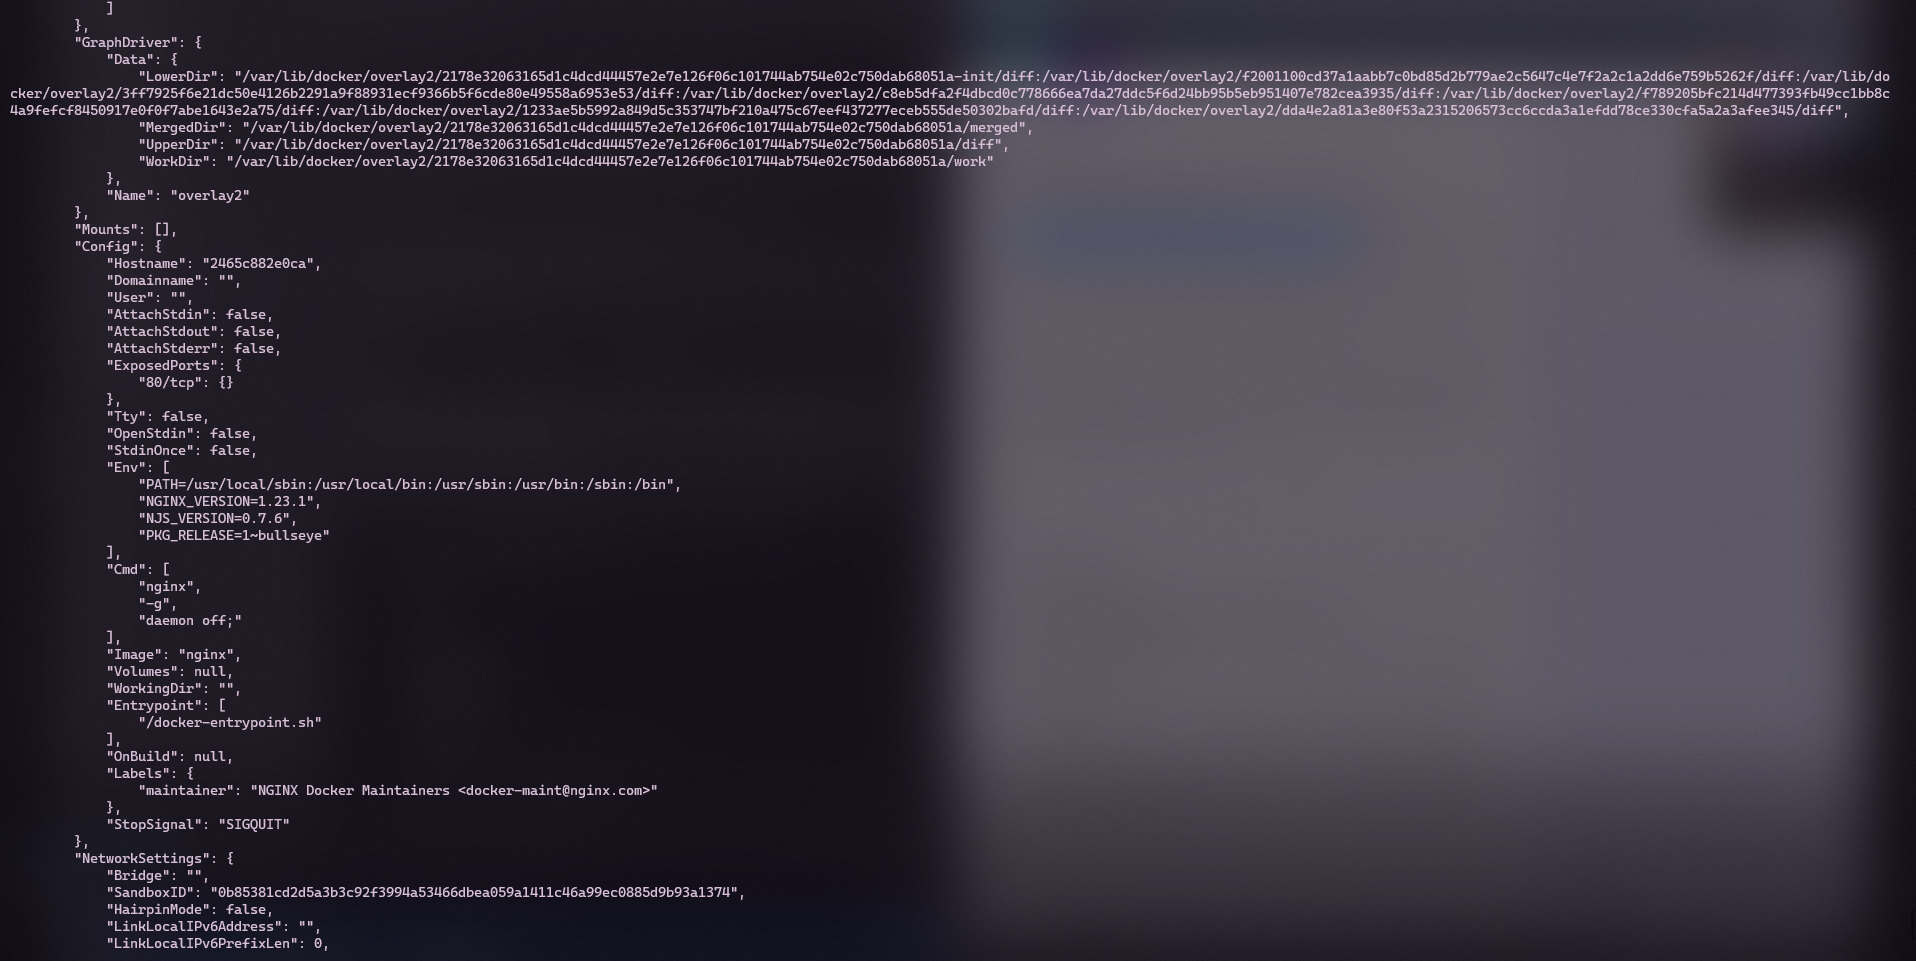 ]
        },
        "GraphDriver": {
            "Data": {
                "LowerDir": "/var/lib/docker/overlay2/2178e32063165d1c4dcd44457e2e7e126f06c101744ab754e02c750dab68051a-init/diff:/var/lib/docker/overlay2/f2001100cd37a1aabb7c0bd85d2b779ae2c5647c4e7f2a2c1a2dd6e759b5262f/diff:/var/lib/do
cker/overlay2/3ff7925f6e21dc50e4126b2291a9f88931ecf9366b5f6cde80e49558a6953e53/diff:/var/lib/docker/overlay2/c8eb5dfa2f4dbcd0c778666ea7da27ddc5f6d24bb95b5eb951407e782cea3935/diff:/var/lib/docker/overlay2/f789205bfc214d477393fb49cc1bb8c
4a9fefcf8450917e0f0f7abe1643e2a75/diff:/var/lib/docker/overlay2/1233ae5b5992a849d5c353747bf210a475c67eef437277eceb555de50302bafd/diff:/var/lib/docker/overlay2/dda4e2a81a3e80f53a2315206573cc6ccda3a1efdd78ce330cfa5a2a3afee345/diff",
                "MergedDir": "/var/lib/docker/overlay2/2178e32063165d1c4dcd44457e2e7e126f06c101744ab754e02c750dab68051a/merged",
                "UpperDir": "/var/lib/docker/overlay2/2178e32063165d1c4dcd44457e2e7e126f06c101744ab754e02c750dab68051a/diff",
                "WorkDir": "/var/lib/docker/overlay2/2178e32063165d1c4dcd44457e2e7e126f06c101744ab754e02c750dab68051a/work"
            },
            "Name": "overlay2"
        },
        "Mounts": [],
        "Config": {
            "Hostname": "2465c882e0ca",
            "Domainname": "",
            "User": "",
            "AttachStdin": false,
            "AttachStdout": false,
            "AttachStderr": false,
            "ExposedPorts": {
                "80/tcp": {}
            },
            "Tty": false,
            "OpenStdin": false,
            "StdinOnce": false,
            "Env": [
                "PATH=/usr/local/sbin:/usr/local/bin:/usr/sbin:/usr/bin:/sbin:/bin",
                "NGINX_VERSION=1.23.1",
                "NJS_VERSION=0.7.6",
                "PKG_RELEASE=1~bullseye"
            ],
            "Cmd": [
                "nginx",
                "-g",
                "daemon off;"
            ],
            "Image": "nginx",
            "Volumes": null,
            "WorkingDir": "",
            "Entrypoint": [
                "/docker-entrypoint.sh"
            ],
            "OnBuild": null,
            "Labels": {
                "maintainer": "NGINX Docker Maintainers <docker-maint@nginx.com>"
            },
            "StopSignal": "SIGQUIT"
        },
        "NetworkSettings": {
            "Bridge": "",
            "SandboxID": "0b85381cd2d5a3b3c92f3994a53466dbea059a1411c46a99ec0885d9b93a1374",
            "HairpinMode": false,
            "LinkLocalIPv6Address": "",
            "LinkLocalIPv6PrefixLen": 0,